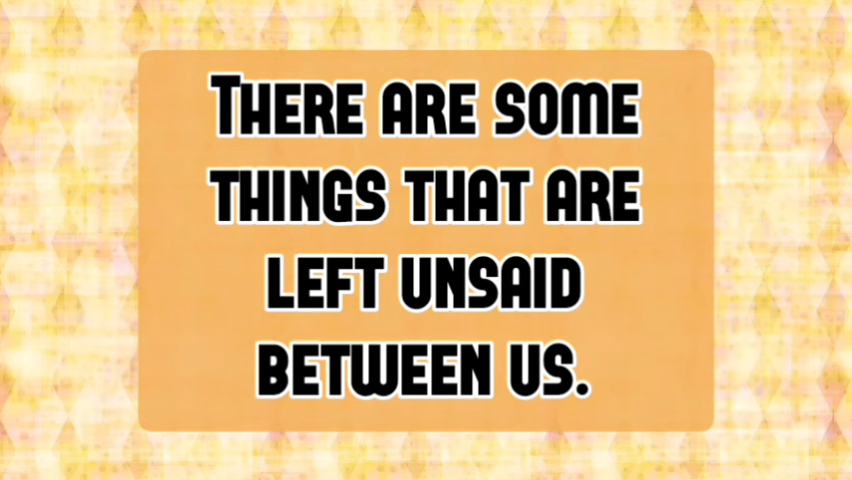 There are some
things that are
left unsaid
between us.